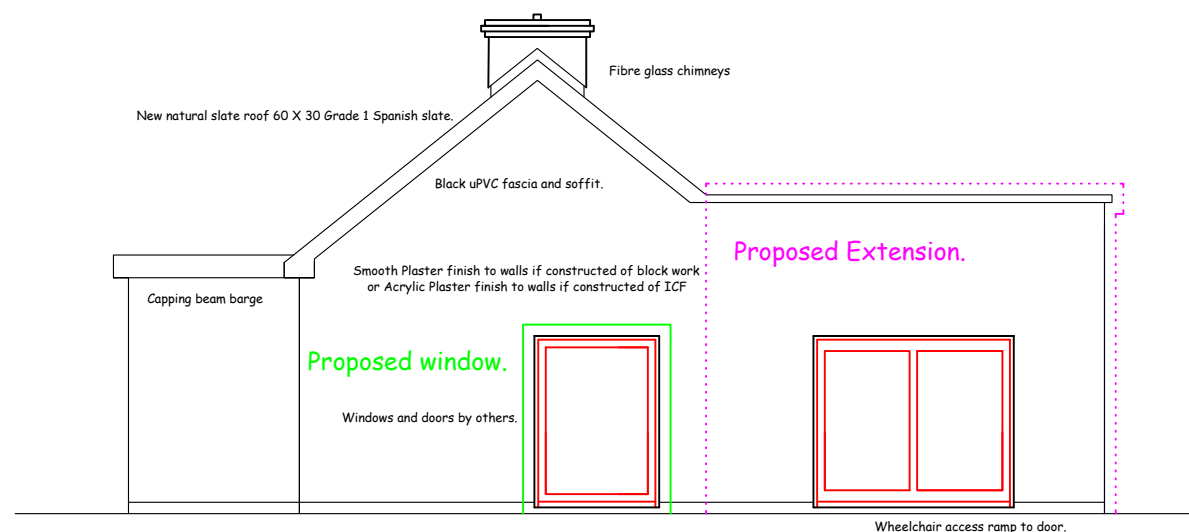 Fibre glass chimneys
New natural slate roof 60 X 30 Grade 1 Spanish slate.
Black uPVC fascia and soffit.
Proposed Extension.
Smooth Plaster finish to walls if constructed of block work
or Acrylic Plaster finish to walls if constructed of ICF
Capping beam barge
Proposed window.
Windows and doors by others.
Wheelchair access ramp to door.